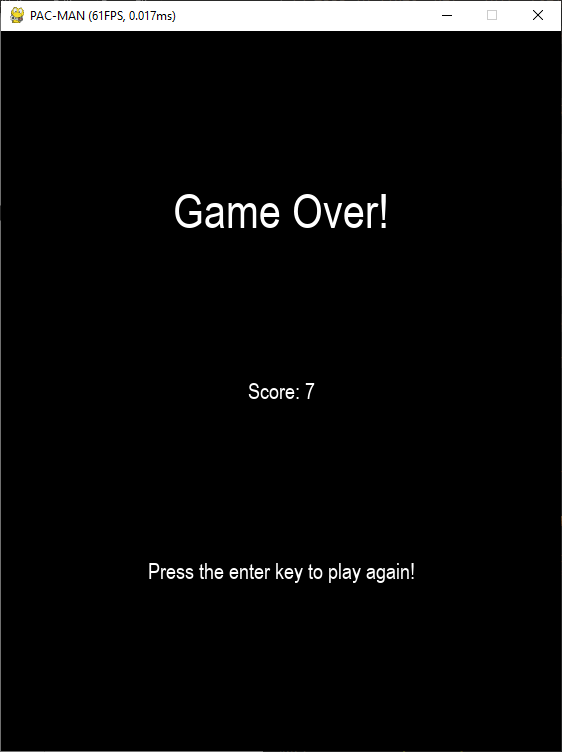 PAC-MAN (61FPS, 0.017ms)
Game Over!
Score: 7
Press the enter key to play again!